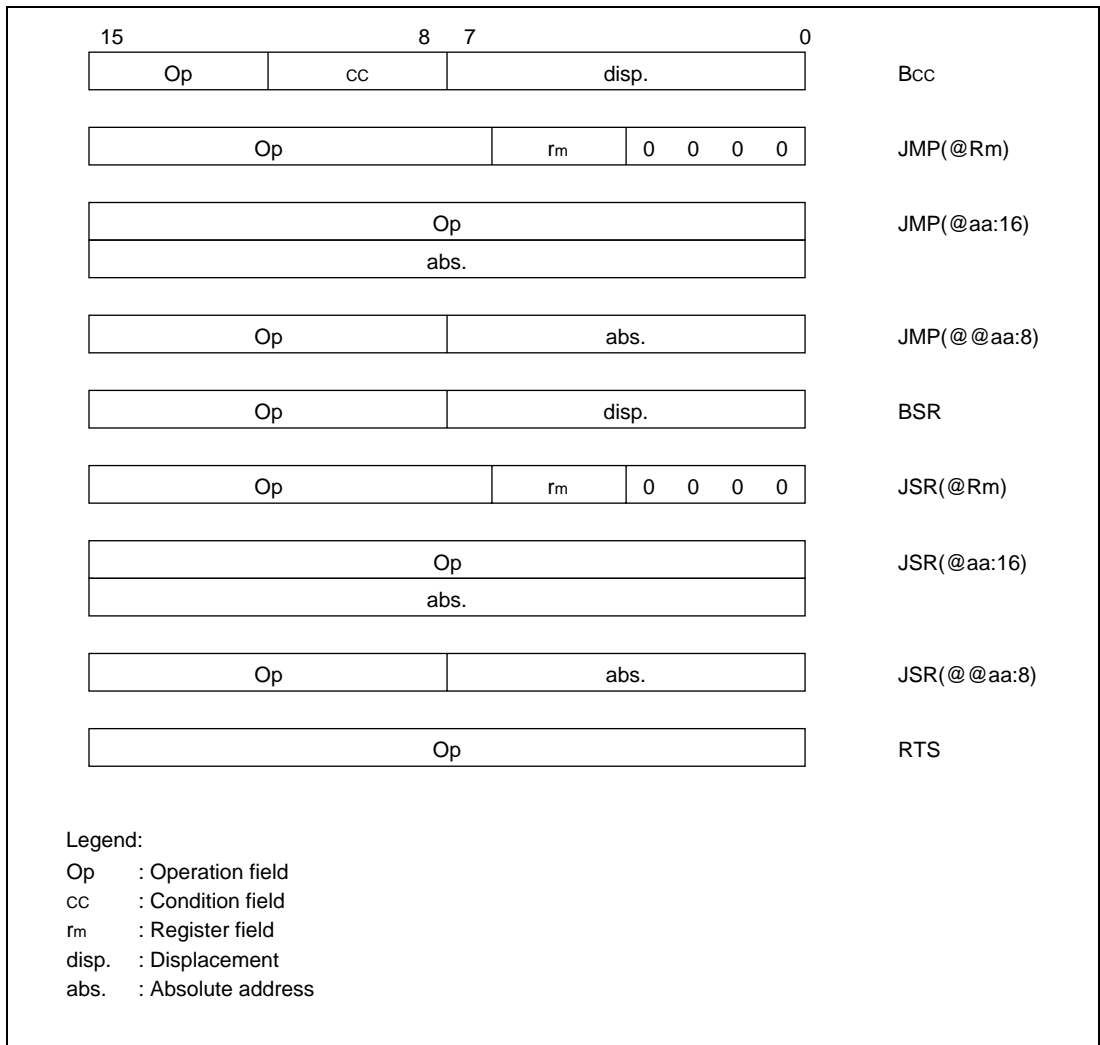 15 8 7 0
Op cc disp. Bcc
Op rm 0 0 0 0 JMP(@Rm)
Op JMP(@aa:16)
abs.
Op abs. JMP(@@aa:8)
Op disp. BSR
Op rm 0 0 0 0 JSR(@Rm)
Op JSR(@aa:16)
abs.
Op abs. JSR(@@aa:8)
Op RTS
Legend:
Op : Operation field
cc : Condition field
rm : Register field
disp. : Displacement
abs. : Absolute address